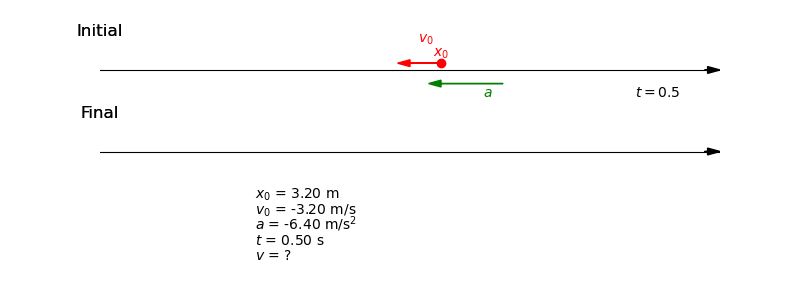 Initial
v₀
x₀
a
t = 0.5
Final
x₀ = 3.20 m
v₀ = -3.20 m/s
a = -6.40 m/s²
t = 0.50 s
v = ?